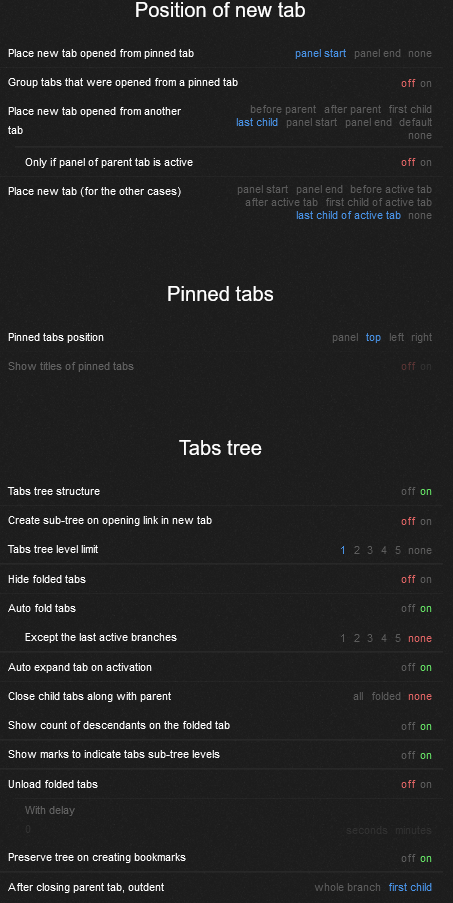 Position of new tab
Place new tab opened from pinned tab panel start panel end none
Group tabs that were opened from a pinned tab off on
Place new tab opened from another tab
before parent after parent first child
last child panel start panel end default
none
Only if panel of parent tab is active off on
Place new tab (for the other cases)
panel start panel end before active tab
after active tab first child of active tab
last child of active tab none
Pinned tabs
Pinned tabs position panel top left right
Show titles of pinned tabs off on
Tabs tree
Tabs tree structure off on
Create sub-tree on opening link in new tab off on
Tabs tree level limit 1 2 3 4 5 none
Hide folded tabs off on
Auto fold tabs off on
Except the last active branches 1 2 3 4 5 none
Auto expand tab on activation off on
Close child tabs along with parent all folded none
Show count of descendants on the folded tab off on
Show marks to indicate tabs sub-tree levels off on
Unload folded tabs off on
With delay
0 seconds minutes
Preserve tree on creating bookmarks off on
After closing parent tab, outdent whole branch first child